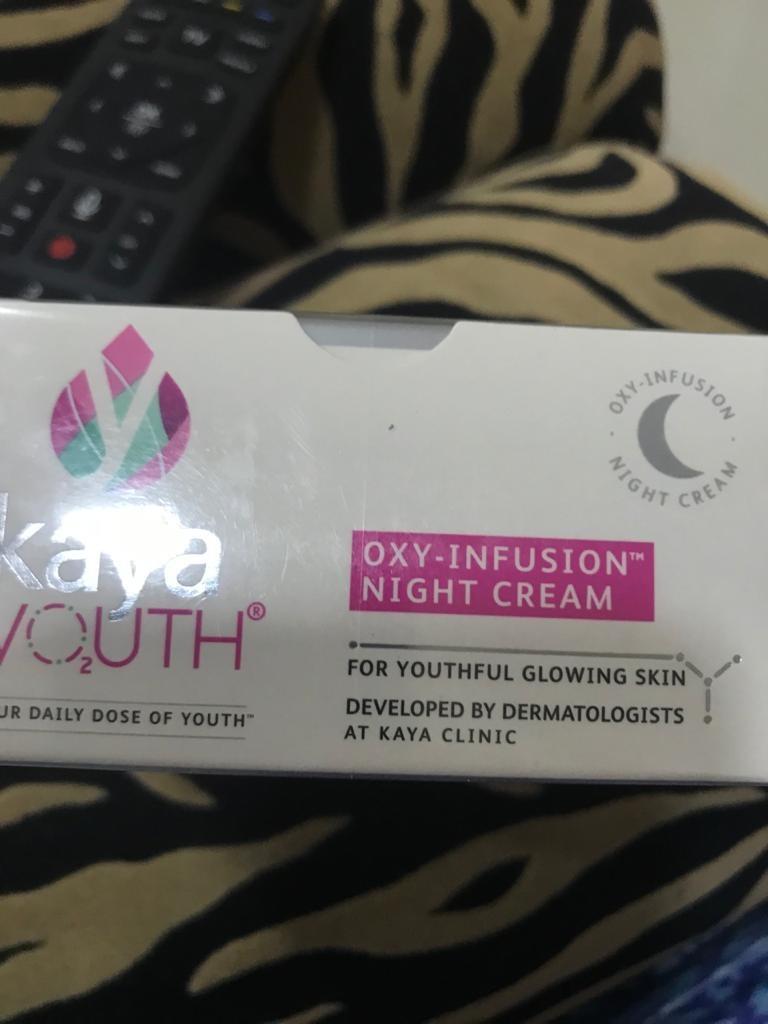 kaya
YO₂UTH®
UR DAILY DOSE OF YOUTH™
OXY-INFUSION
NIGHT CREAM
OXY-INFUSION™
NIGHT CREAM
FOR YOUTHFUL GLOWING SKIN
DEVELOPED BY DERMATOLOGISTS
AT KAYA CLINIC